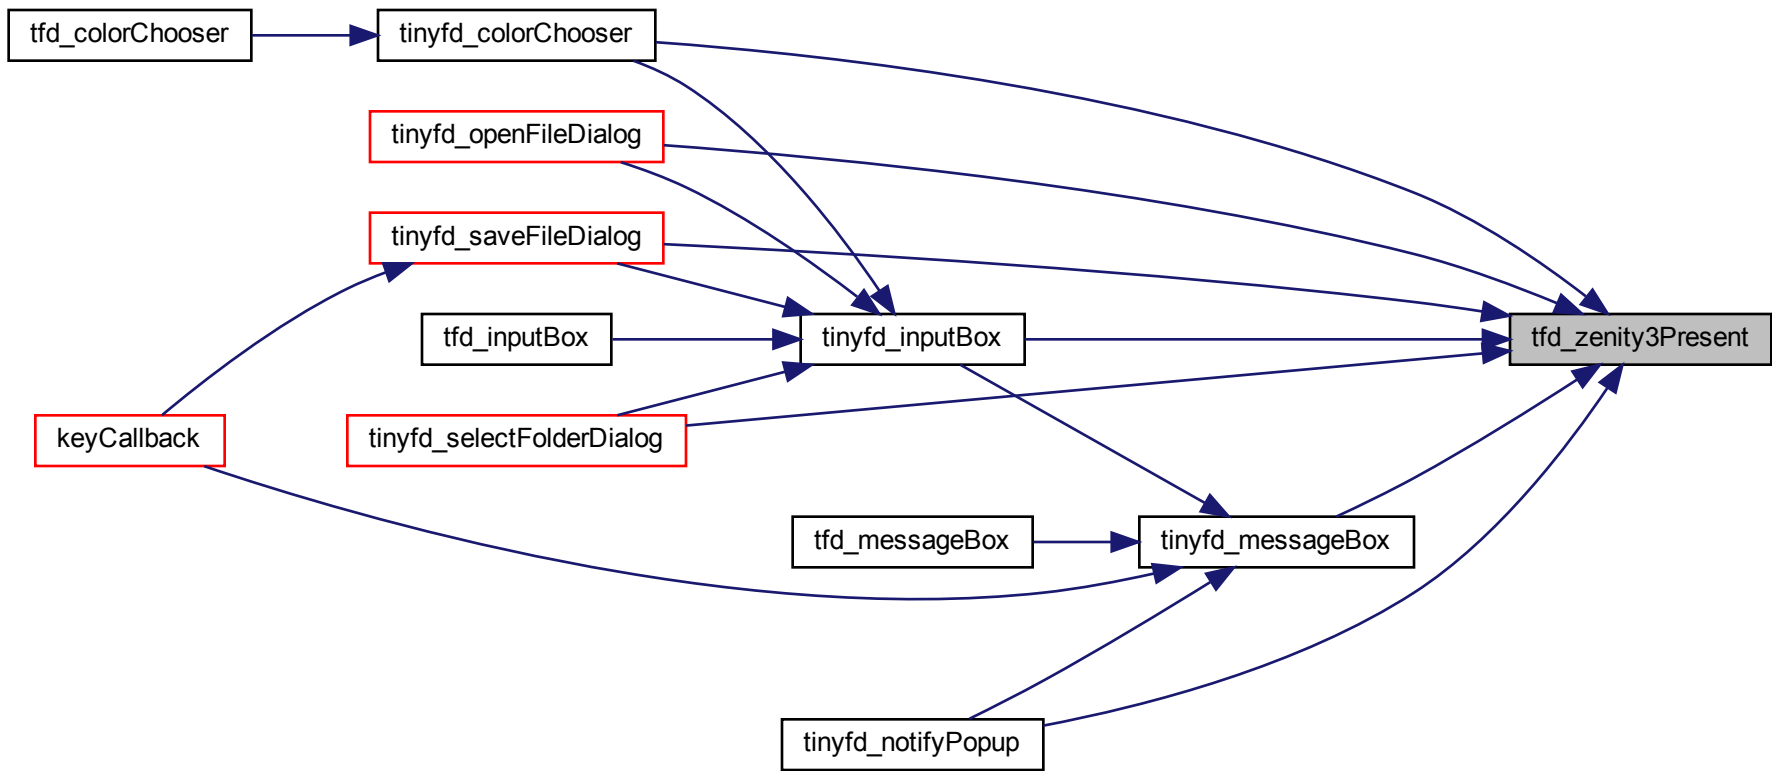 tfd_colorChooser
tinyfd_colorChooser
tinyfd_openFileDialog
tinyfd_saveFileDialog
tfd_inputBox
tinyfd_inputBox
tfd_zenity3Present
keyCallback
tinyfd_selectFolderDialog
tfd_messageBox
tinyfd_messageBox
tinyfd_notifyPopup